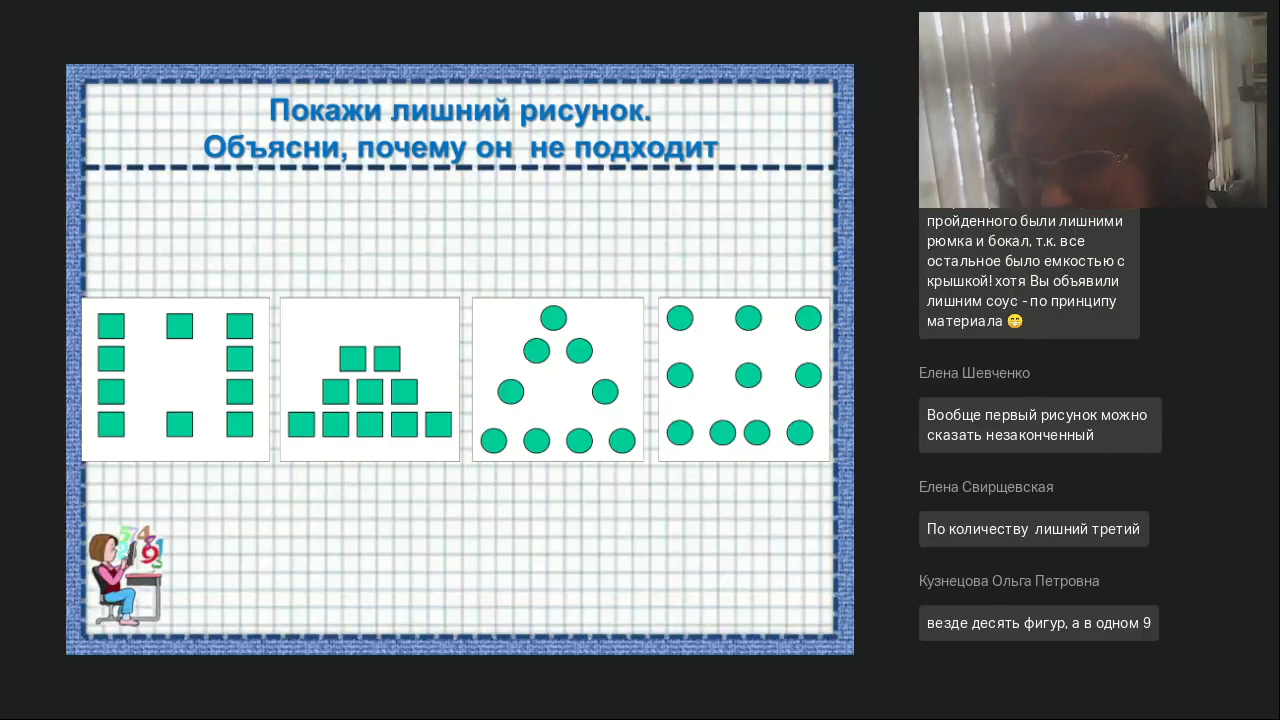 Покажи лишний рисунок.
Объясни, почему он не подходит
пройденного были лишними
рюмка и бокал, т.к. все
остальное было емкостью с
крышкой! хотя Вы объявили
лишним соус - по принципу
материала 😁
Елена Шевченко
Вообще первый рисунок можно
сказать незаконченный
Елена Свирщевская
По количеству лишний третий
Кузнецова Ольга Петровна
везде десять фигур, а в одном 9